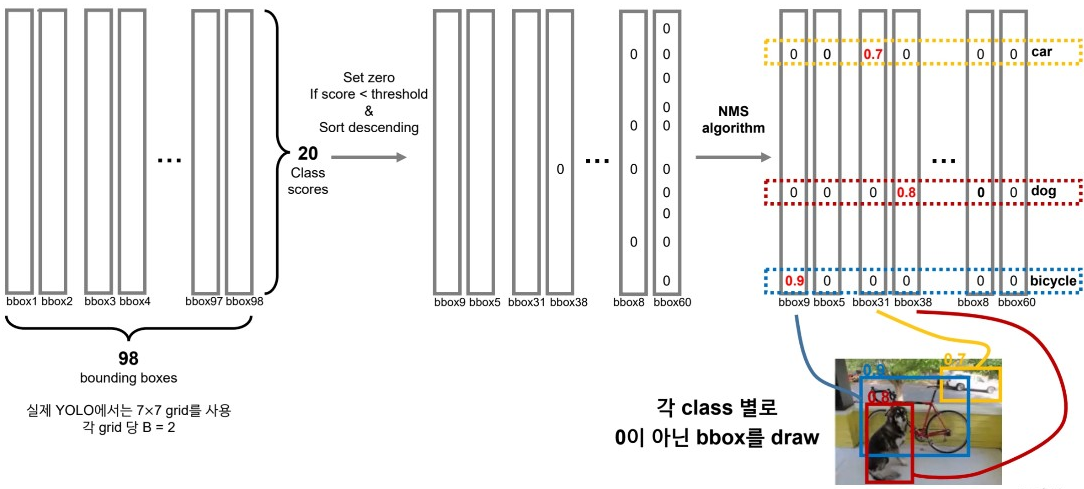 bbox1 bbox2 bbox3 bbox4 ... bbox97 bbox98
20
Class
scores
98
bounding boxes
실제 YOLO에서는 7×7 grid를 사용
각 grid 당 B = 2
Set zero
If score < threshold
&
Sort descending
0
0 0
0
0
0 0
0 ... 0 0
0
0
0 0
0
bbox9 bbox5 bbox31 bbox38 bbox8 bbox60
NMS
algorithm
0 0 0.7 0 0 0 car
...
0 0 0 0.8 0 0 dog
0.9 0 0 0 0 0 bicycle
bbox9 bbox5 bbox31 bbox38 bbox8 bbox60
각 class 별로
0이 아닌 bbox를 draw
0.7
0.9
0.8